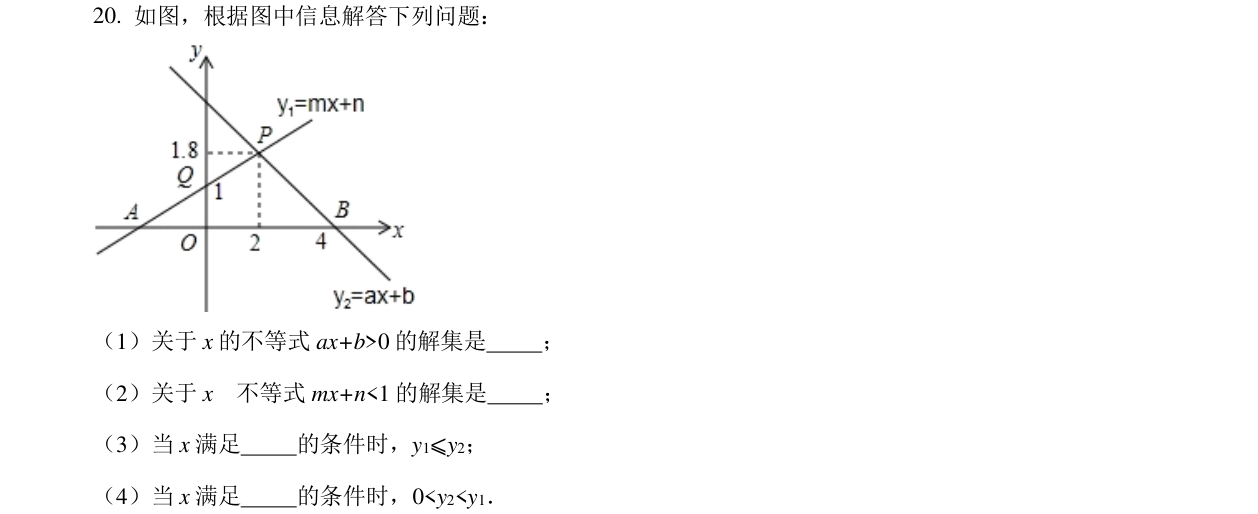 20. 如图，根据图中信息解答下列问题：
y
y₁=mx+n
P
1.8
Q
1
A
B
O
2
4
x
y₂=ax+b
（1）关于 x 的不等式 ax+b>0 的解集是_____；
（2）关于 x 不等式 mx+n<1 的解集是_____；
（3）当 x 满足_____的条件时，y₁⩽y₂；
（4）当 x 满足_____的条件时，0<y₂<y₁．